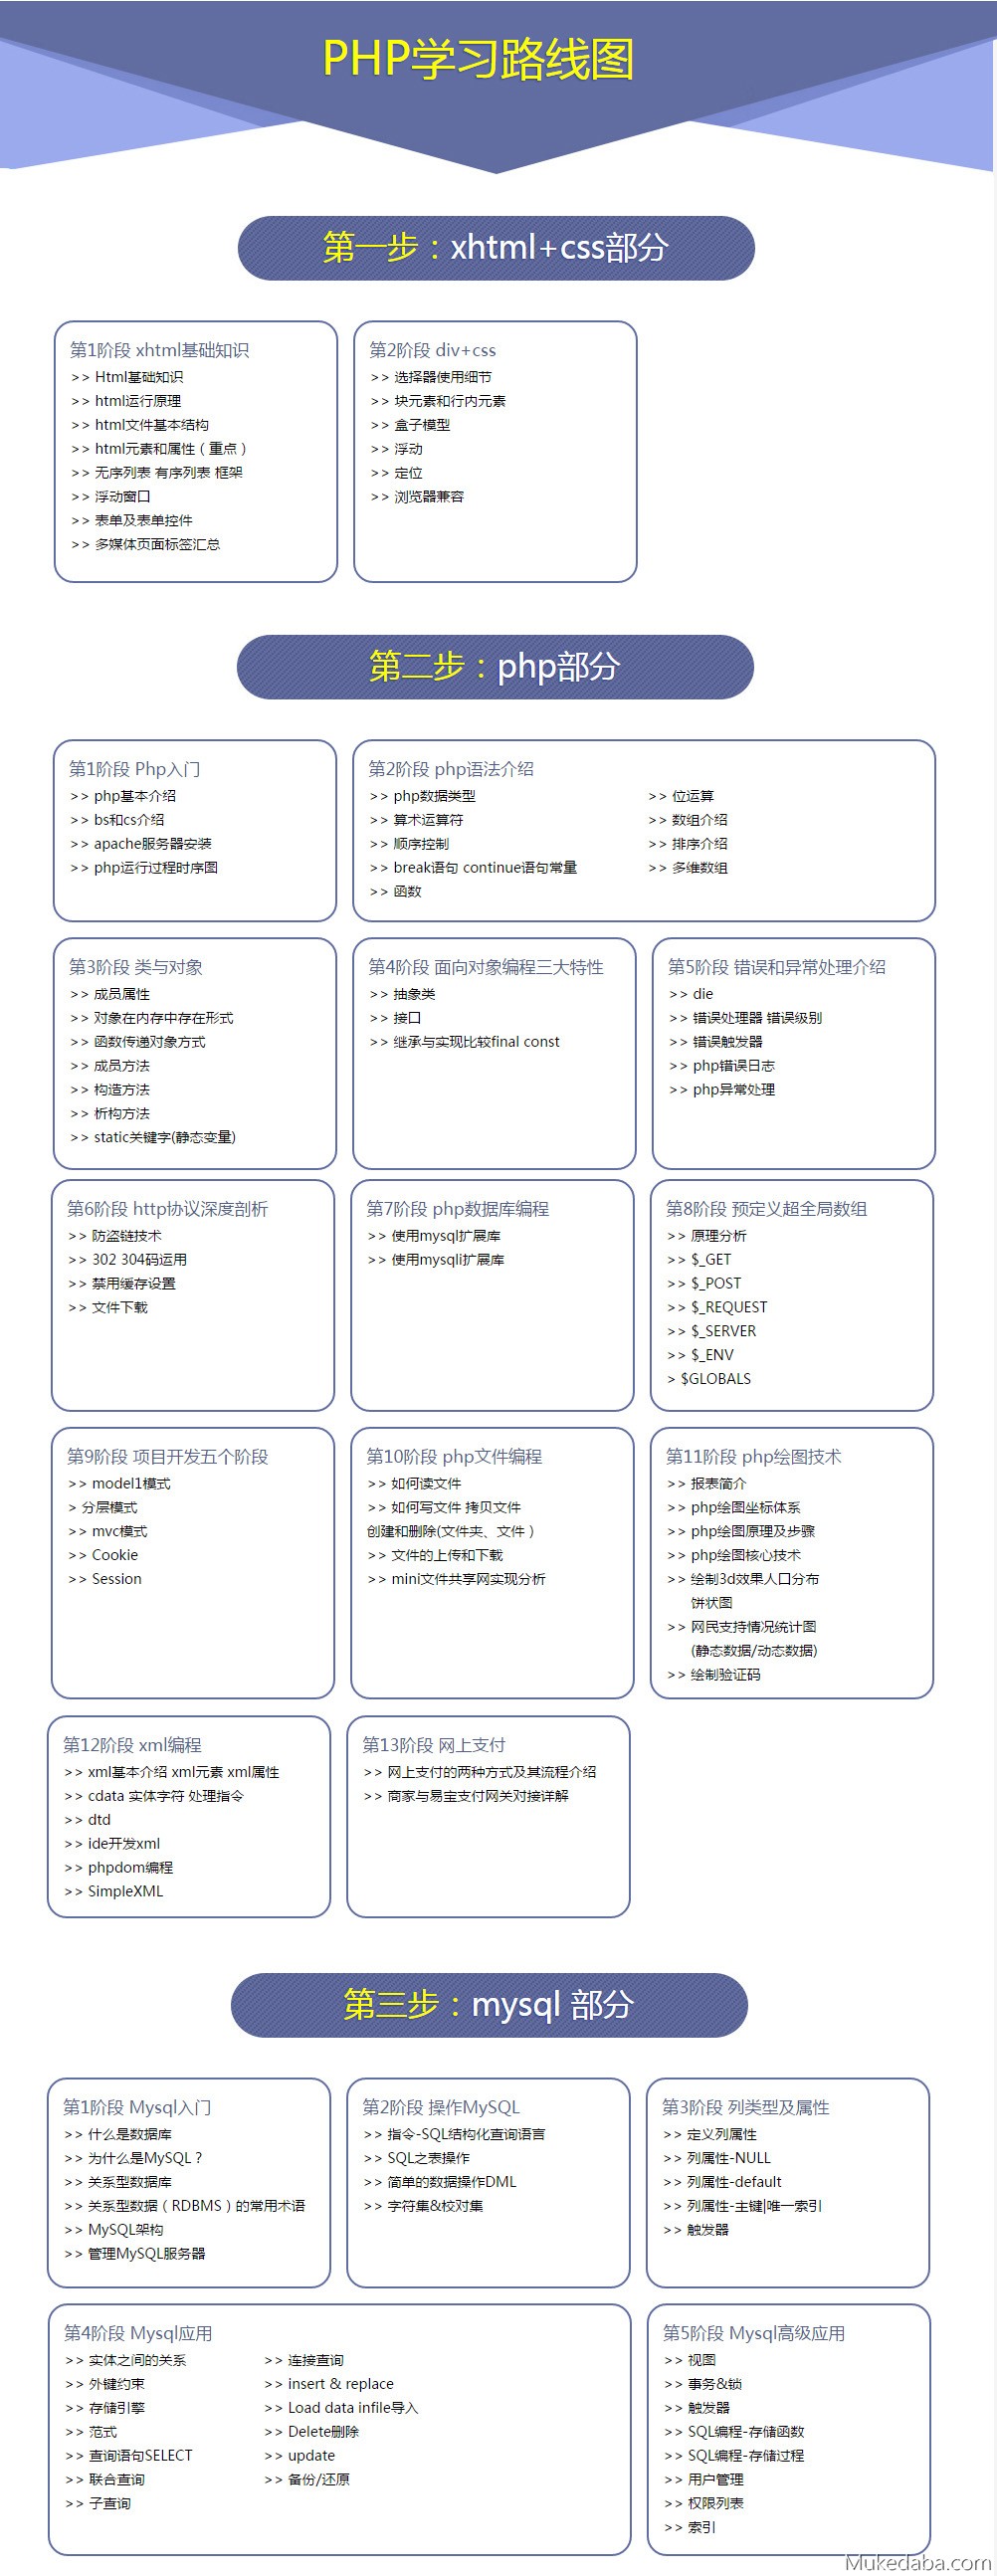 PHP学习路线图
第一步：xhtml+css部分
第1阶段 xhtml基础知识
>> Html基础知识
>> html运行原理
>> html文件基本结构
>> html元素和属性（重点）
>> 无序列表 有序列表 框架
>> 浮动窗口
>> 表单及表单控件
>> 多媒体页面标签汇总
第2阶段 div+css
>> 选择器使用细节
>> 块元素和行内元素
>> 盒子模型
>> 浮动
>> 定位
>> 浏览器兼容
第二步：php部分
第1阶段 Php入门
>> php基本介绍
>> bs和cs介绍
>> apache服务器安装
>> php运行过程时序图
第2阶段 php语法介绍
>> php数据类型
>> 算术运算符
>> 顺序控制
>> break语句 continue语句常量
>> 函数
>> 位运算
>> 数组介绍
>> 排序介绍
>> 多维数组
第3阶段 类与对象
>> 成员属性
>> 对象在内存中存在形式
>> 函数传递对象方式
>> 成员方法
>> 构造方法
>> 析构方法
>> static关键字(静态变量)
第4阶段 面向对象编程三大特性
>> 抽象类
>> 接口
>> 继承与实现比较final const
第5阶段 错误和异常处理介绍
>> die
>> 错误处理器 错误级别
>> 错误触发器
>> php错误日志
>> php异常处理
第6阶段 http协议深度剖析
>> 防盗链技术
>> 302 304码运用
>> 禁用缓存设置
>> 文件下载
第7阶段 php数据库编程
>> 使用mysql扩展库
>> 使用mysqli扩展库
第8阶段 预定义超全局数组
>> 原理分析
>> $_GET
>> $_POST
>> $_REQUEST
>> $_SERVER
>> $_ENV
> $GLOBALS
第9阶段 项目开发五个阶段
>> model1模式
> 分层模式
>> mvc模式
>> Cookie
>> Session
第10阶段 php文件编程
>> 如何读文件
>> 如何写文件 拷贝文件
创建和删除(文件夹、文件）
>> 文件的上传和下载
>> mini文件共享网实现分析
第11阶段 php绘图技术
>> 报表简介
>> php绘图坐标体系
>> php绘图原理及步骤
>> php绘图核心技术
>> 绘制3d效果人口分布
饼状图
>> 网民支持情况统计图
(静态数据/动态数据)
>> 绘制验证码
第12阶段 xml编程
>> xml基本介绍 xml元素 xml属性
>> cdata 实体字符 处理指令
>> dtd
>> ide开发xml
>> phpdom编程
>> SimpleXML
第13阶段 网上支付
>> 网上支付的两种方式及其流程介绍
>> 商家与易宝支付网关对接详解
第三步：mysql 部分
第1阶段 Mysql入门
>> 什么是数据库
>> 为什么是MySQL？
>> 关系型数据库
>> 关系型数据（RDBMS）的常用术语
>> MySQL架构
>> 管理MySQL服务器
第2阶段 操作MySQL
>> 指令-SQL结构化查询语言
>> SQL之表操作
>> 简单的数据操作DML
>> 字符集&校对集
第3阶段 列类型及属性
>> 定义列属性
>> 列属性-NULL
>> 列属性-default
>> 列属性-主键|唯一索引
>> 触发器
第4阶段 Mysql应用
>> 实体之间的关系
>> 外键约束
>> 存储引擎
>> 范式
>> 查询语句SELECT
>> 联合查询
>> 子查询
>> 连接查询
>> insert & replace
>> Load data infile导入
>> Delete删除
>> update
>> 备份/还原
第5阶段 Mysql高级应用
>> 视图
>> 事务&锁
>> 触发器
>> SQL编程-存储函数
>> SQL编程-存储过程
>> 用户管理
>> 权限列表
>> 索引
Mukedaba.com